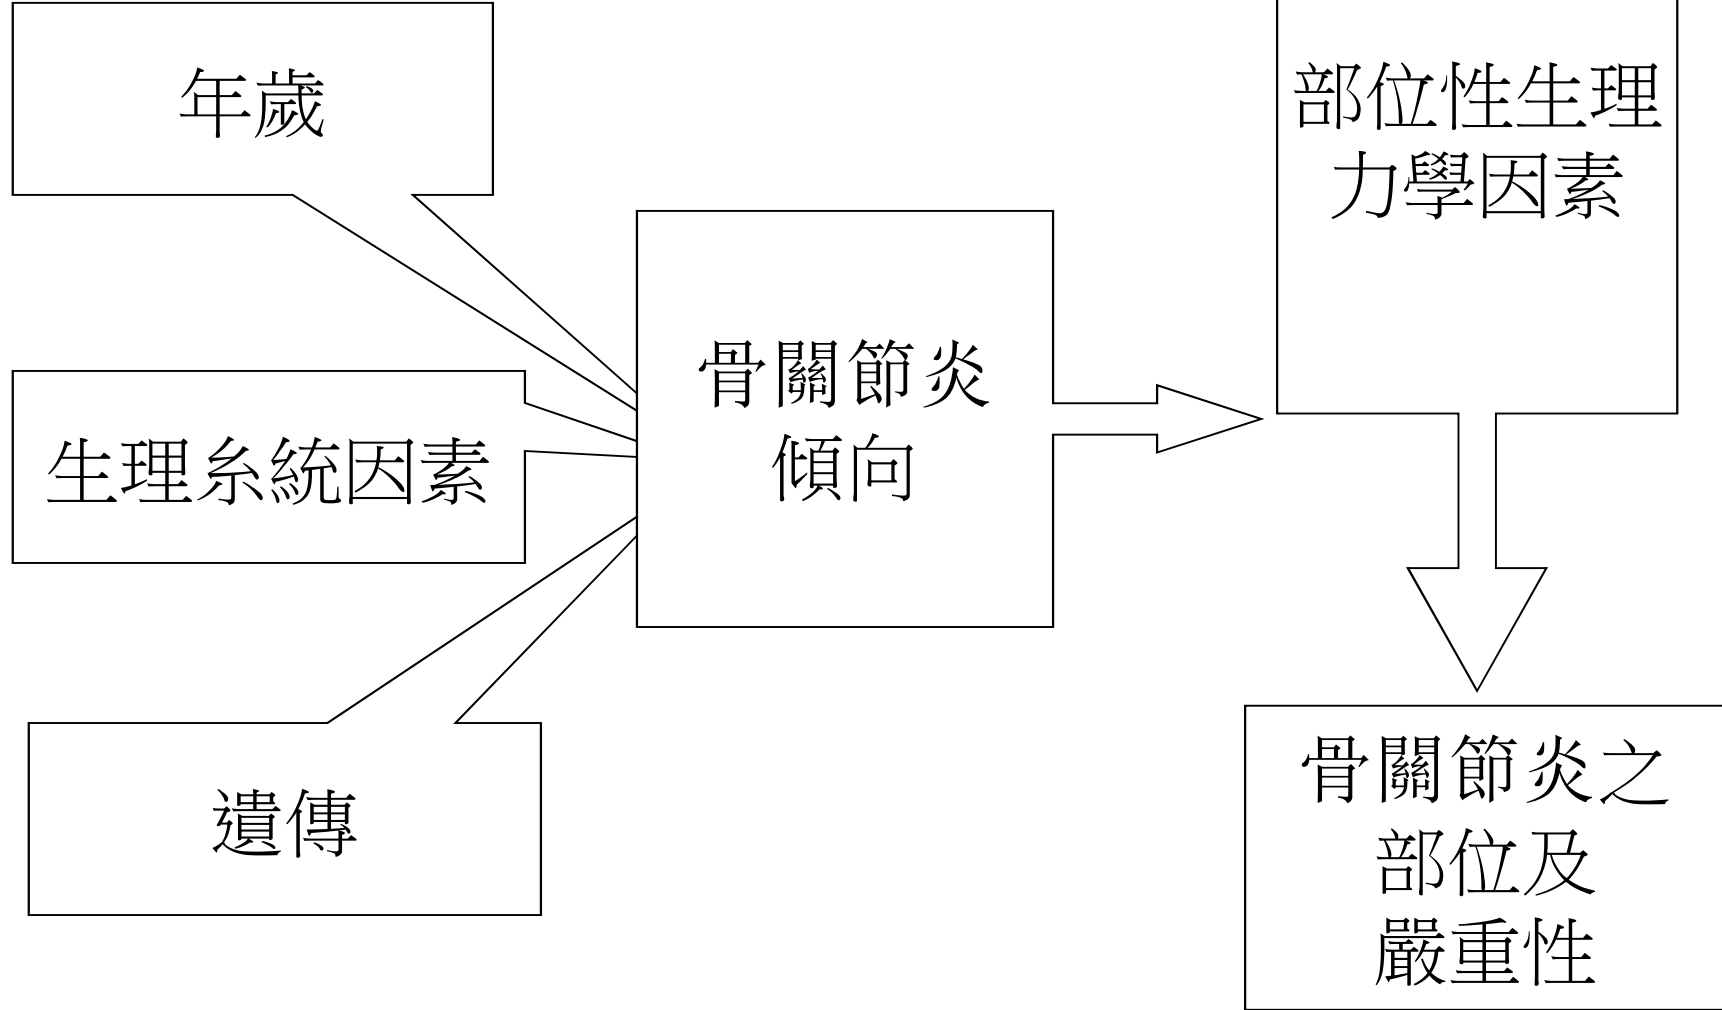 年歲
生理系統因素
遺傳
骨關節炎
傾向
部位性生理
力學因素
骨關節炎之
部位及
嚴重性